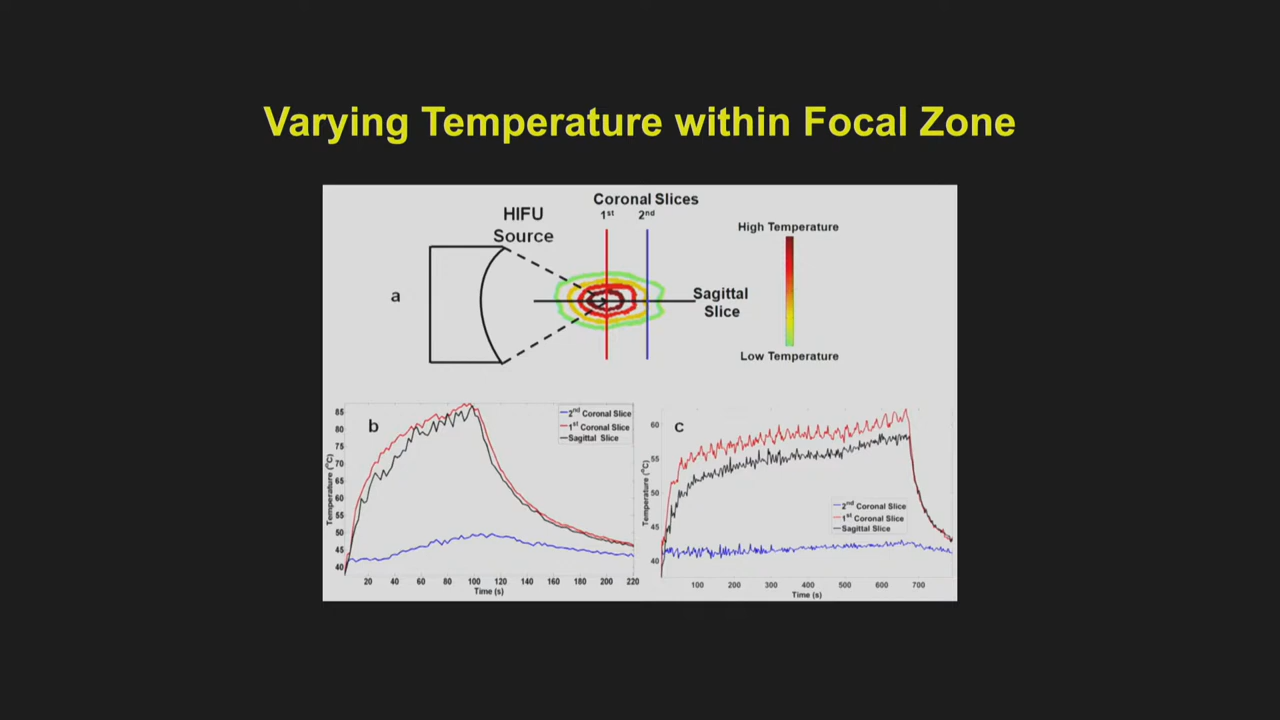 Varying Temperature within Focal Zone
Coronal Slices
1st 2nd
HIFU
Source
High Temperature
a
Sagittal
Slice
Low Temperature
b
2nd Coronal Slice
1st Coronal Slice
Sagittal Slice
85
80
75
70
65
60
55
50
45
40
Temperature (°C)
20 40 60 80 100 120 140 160 180 200 220
Time (s)
c
60
55
50
45
40
Temperature (°C)
2nd Coronal Slice
1st Coronal Slice
Sagittal Slice
100 200 300 400 500 600 700
Time (s)